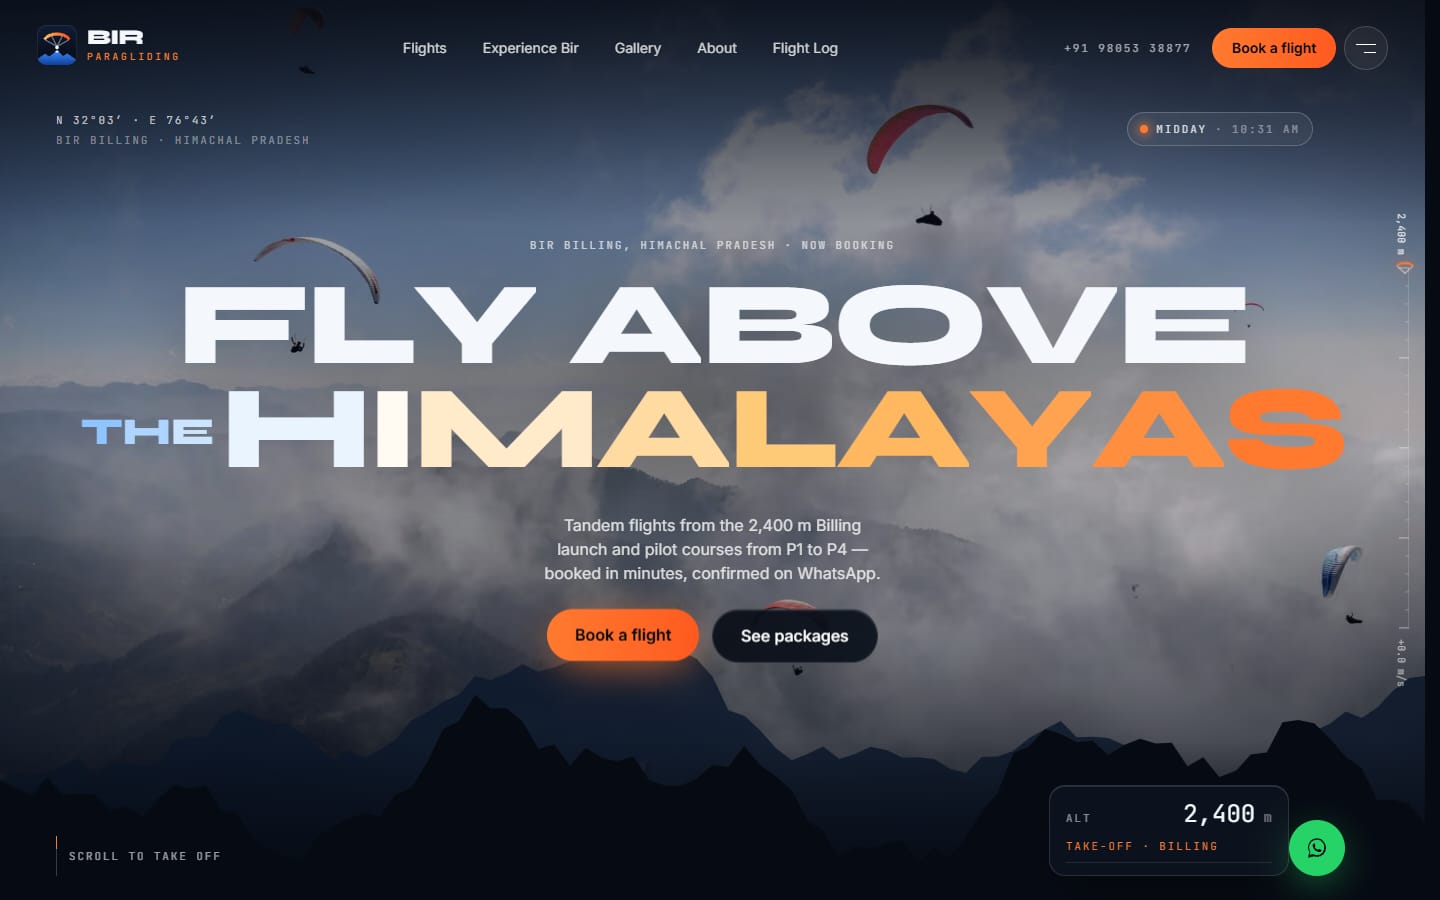 BIR
PARAGLIDING
Flights
Experience Bir
Gallery
About
Flight Log
+91 98053 38877
Book a flight
N 32°03′ · E 76°43′
BIR BILLING · HIMACHAL PRADESH
MIDDAY · 10:31 AM
2,400 m
BIR BILLING, HIMACHAL PRADESH · NOW BOOKING
FLY ABOVE
THE HIMALAYAS
Tandem flights from the 2,400 m Billing
launch and pilot courses from P1 to P4 —
booked in minutes, confirmed on WhatsApp.
Book a flight
See packages
+0.0 m/s
ALT
2,400 m
TAKE-OFF · BILLING
SCROLL TO TAKE OFF